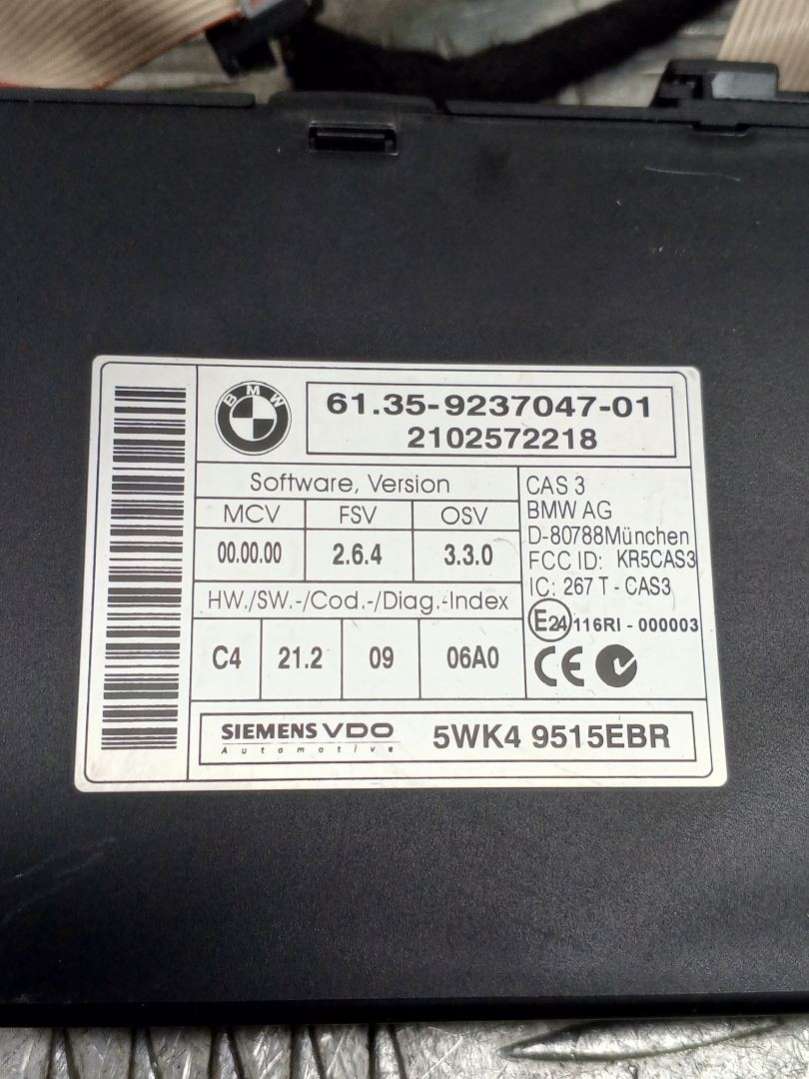 BMW
61.35-9237047-01
2102572218
Software, Version
MCV FSV OSV
00.00.00 2.6.4 3.3.0
HW./SW.-/Cod.-/Diag.-Index
C4 21.2 09 06A0
CAS 3
BMW AG
D-80788München
FCC ID: KR5CAS3
IC: 267 T - CAS3
E24 116RI - 000003
CE
SIEMENS VDO
Automotive
5WK4 9515EBR